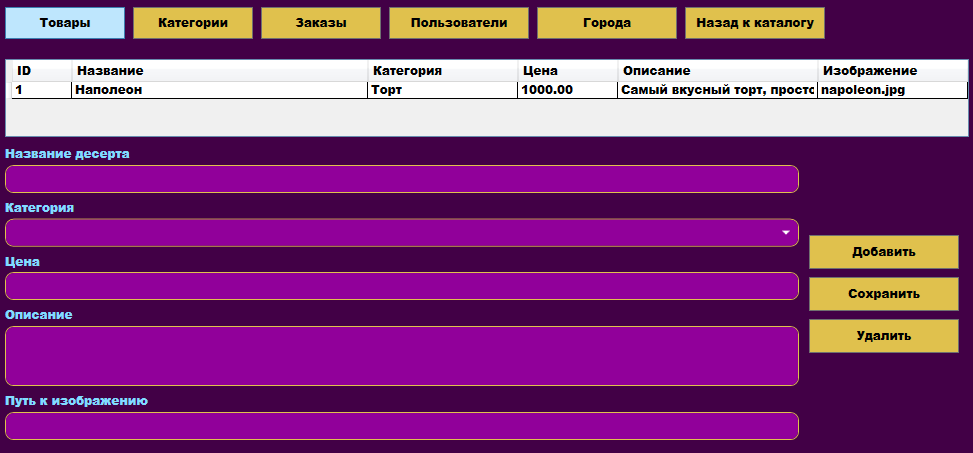 Товары Категории Заказы Пользователи Города Назад к каталогу
ID Название Категория Цена Описание Изображение
1 Наполеон Торт 1000.00 Самый вкусный торт, просто napoleon.jpg
Название десерта
Категория
Добавить
Цена
Сохранить
Описание
Удалить
Путь к изображению